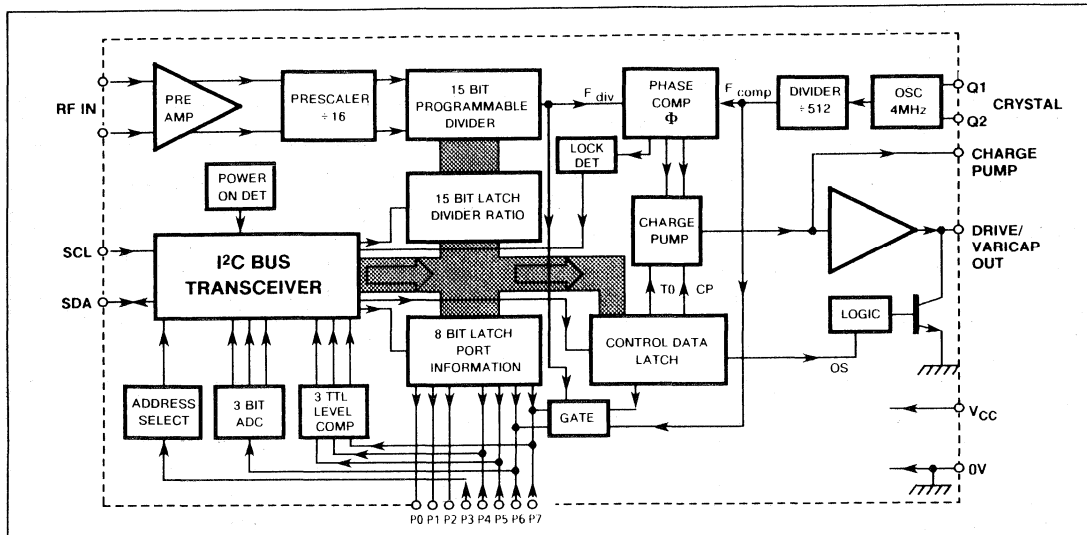 RF IN
PRE
AMP
PRESCALER
÷ 16
15 BIT
PROGRAMMABLE
DIVIDER
F div
PHASE
COMP
Φ
F comp
DIVIDER
÷ 512
OSC
4MHz
Q1
Q2
CRYSTAL
LOCK
DET
CHARGE
PUMP
POWER
ON DET
15 BIT LATCH
DIVIDER RATIO
CHARGE
PUMP
DRIVE/
VARICAP
OUT
SCL
SDA
I²C BUS
TRANSCEIVER
T0
CP
LOGIC
8 BIT LATCH
PORT
INFORMATION
CONTROL DATA
LATCH
OS
ADDRESS
SELECT
3 BIT
ADC
3 TTL
LEVEL
COMP
GATE
VCC
0V
P0 P1 P2 P3 P4 P5 P6 P7